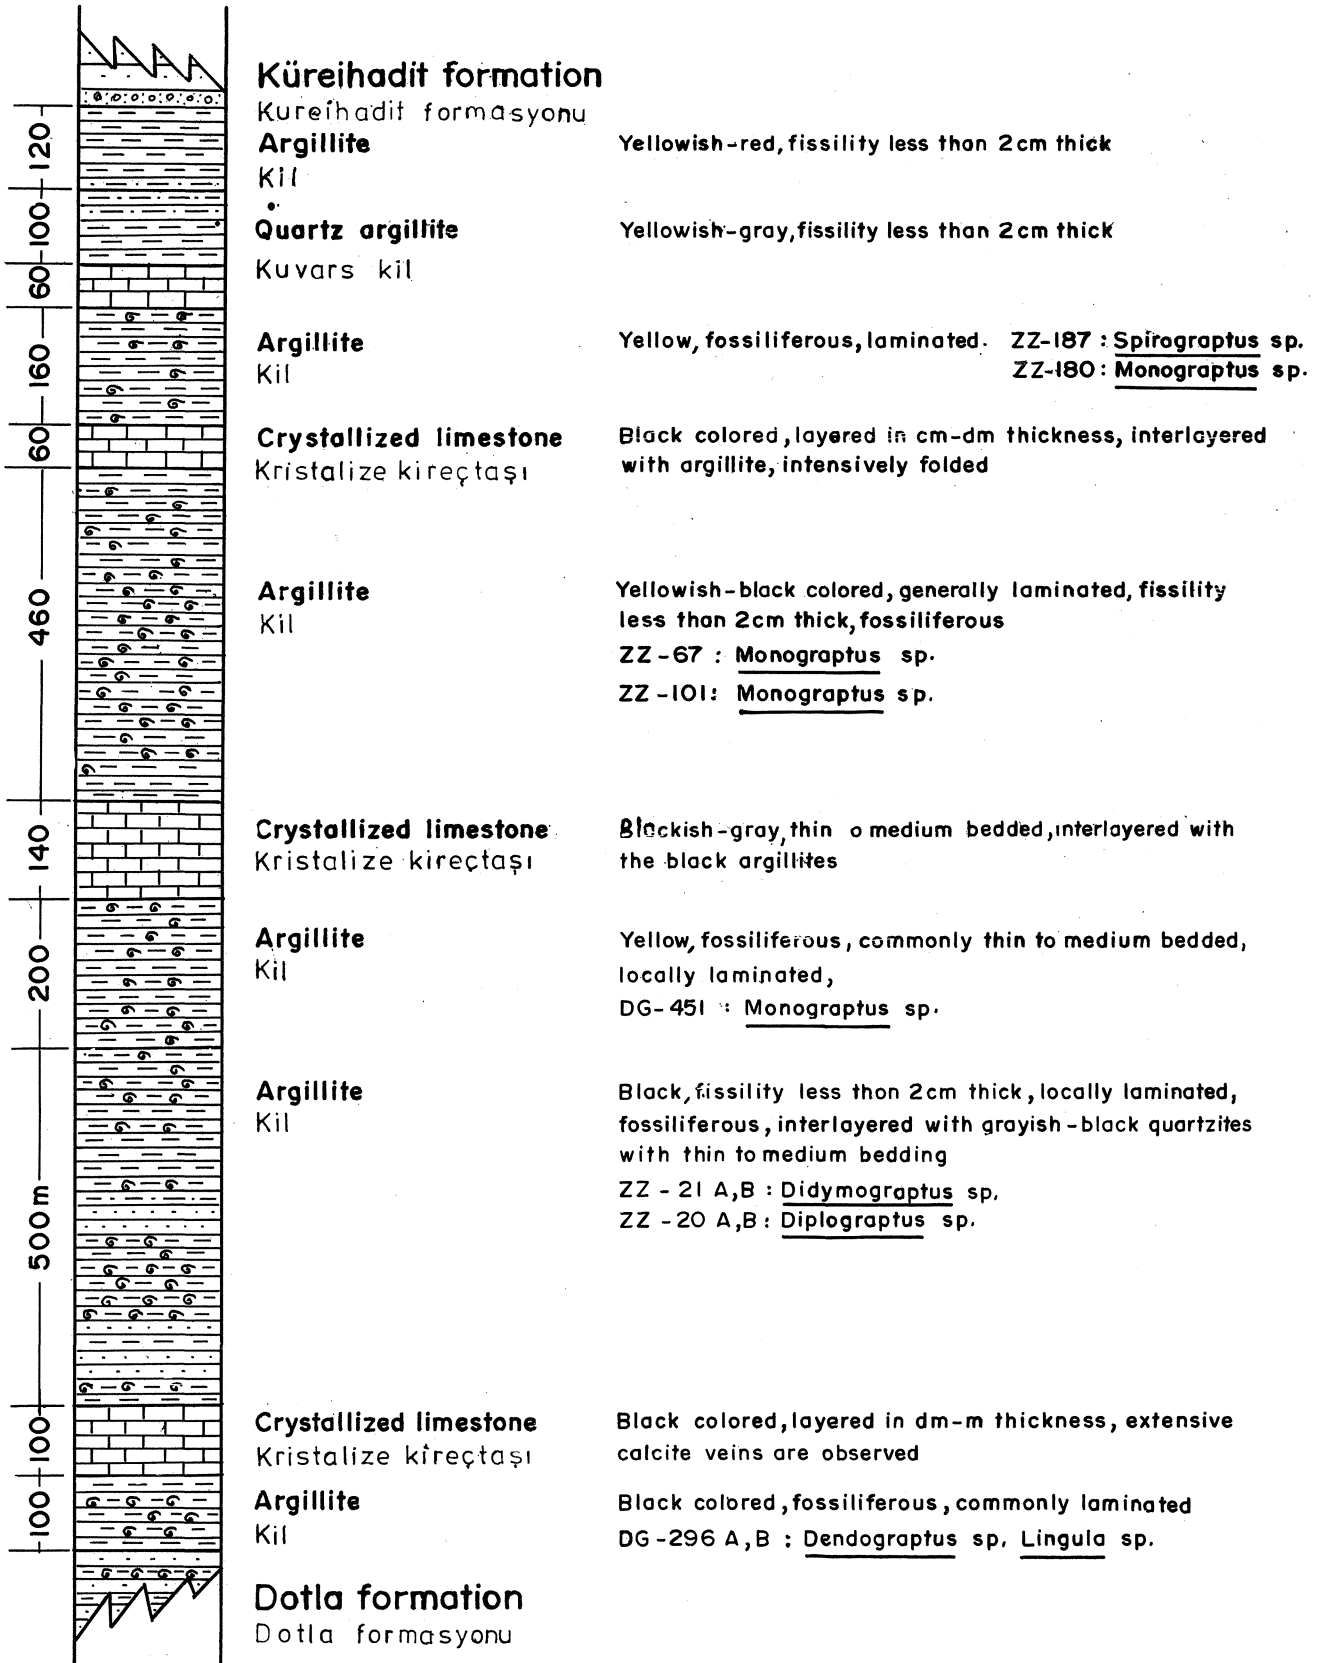 Küreihadit formation
Kureihadit formasyonu
120
Argillite
Yellowish-red, fissility less than 2cm thick
Kil
100
Quartz argillite
Yellowish-gray, fissility less than 2cm thick
Kuvars kil
60
160
Argillite
Yellow, fossiliferous, laminated. ZZ-187 : Spirograptus sp.
Kil
ZZ-180 : Monograptus sp.
60
Crystallized limestone
Black colored, layered in cm-dm thickness, interlayered
Kristalize kireçtaşı
with argillite, intensively folded
460
Argillite
Yellowish-black colored, generally laminated, fissility
Kil
less than 2cm thick, fossiliferous
ZZ-67 : Monograptus sp.
ZZ-101: Monograptus sp.
140
Crystallized limestone
Blackish-gray, thin o medium bedded, interlayered with
Kristalize kireçtaşı
the black argillites
200
Argillite
Yellow, fossiliferous, commonly thin to medium bedded,
Kil
locally laminated,
DG-451 : Monograptus sp.
500m
Argillite
Black, fissility less thon 2cm thick, locally laminated,
Kil
fossiliferous, interlayered with grayish-black quartzites
with thin to medium bedding
ZZ - 21 A,B : Didymograptus sp.
ZZ - 20 A,B : Diplograptus sp.
100
Crystallized limestone
Black colored, layered in dm-m thickness, extensive
Kristalize kireçtaşı
calcite veins are observed
100
Argillite
Black colored, fossiliferous, commonly laminated
Kil
DG-296 A,B : Dendograptus sp. Lingula sp.
Dotla formation
Dotla formasyonu